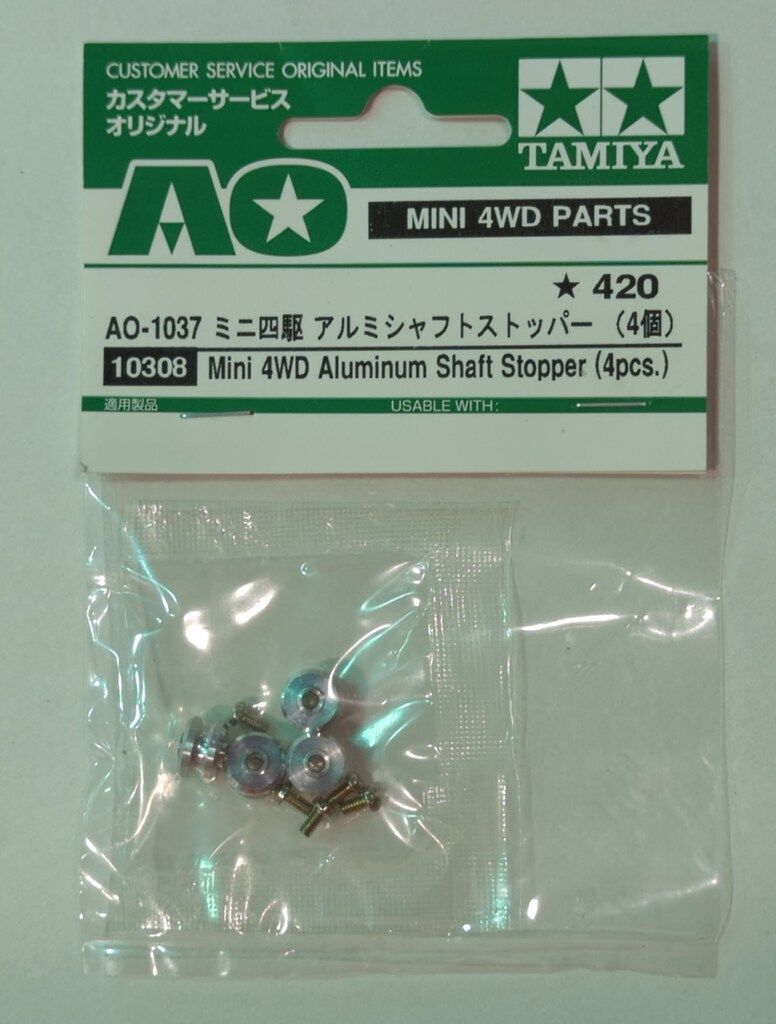 CUSTOMER SERVICE ORIGINAL ITEMS
カスタマーサービス
オリジナル
TAMIYA
AO
MINI 4WD PARTS
★ 420
AO-1037 ミニ四駆 アルミシャフトストッパー (4個)
10308 Mini 4WD Aluminum Shaft Stopper (4pcs.)
適用製品 USABLE WITH: